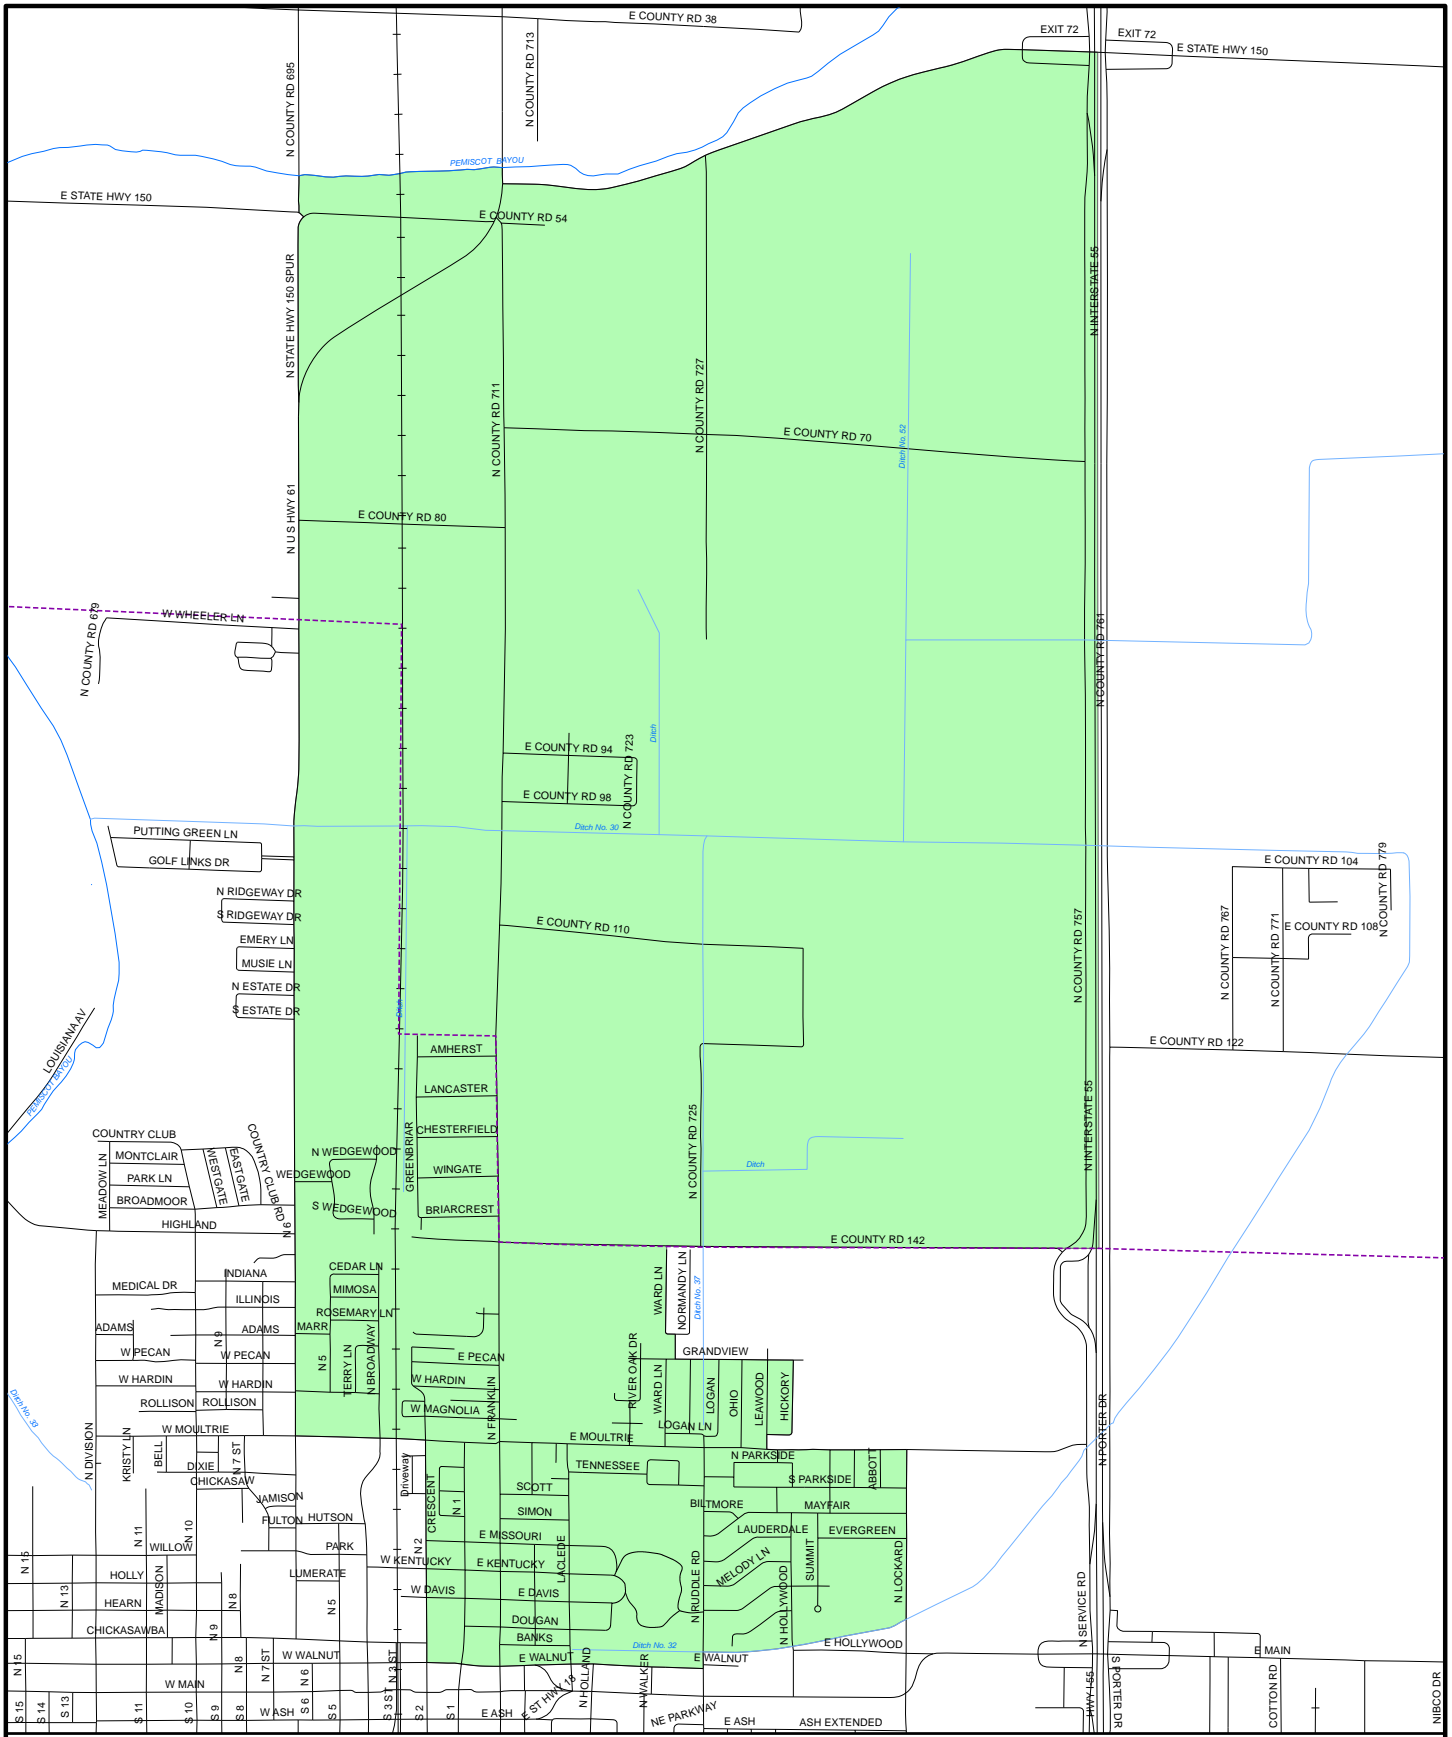 E COUNTY RD 38
EXIT 72
EXIT 72
E STATE HWY 150
N COUNTY RD 713
N COUNTY RD 695
PEMISCOT BAYOU
E STATE HWY 150
E COUNTY RD 54
N STATE HWY 150 SPUR
N INTERSTATE 55
N COUNTY RD 711
N COUNTY RD 727
E COUNTY RD 70
Ditch No. 52
N U S HWY 61
E COUNTY RD 80
N COUNTY RD 679
W WHEELER LN
N COUNTY RD 761
Ditch
E COUNTY RD 94
N COUNTY RD 723
E COUNTY RD 98
Ditch No. 30
PUTTING GREEN LN
GOLF LINKS DR
E COUNTY RD 104
N COUNTY RD 779
N RIDGEWAY DR
S RIDGEWAY DR
E COUNTY RD 110
N COUNTY RD 757
N COUNTY RD 767
N COUNTY RD 771
E COUNTY RD 108
EMERY LN
MUSIE LN
N ESTATE DR
S ESTATE DR
Ditch
LOUISIANA AV
PEMISCOT BAYOU
AMHERST
E COUNTY RD 122
LANCASTER
N COUNTY RD 725
N INTERSTATE 55
COUNTRY CLUB
MONTCLAIR
PARK LN
BROADMOOR
MEADOW LN
WESTGATE
EASTGATE
COUNTRY CLUB RD
N WEDGEWOOD
WEDGEWOOD
S WEDGEWOOD
GREENBRIAR
CHESTERFIELD
WINGATE
BRIARCREST
Ditch
HIGHLAND
N 6
E COUNTY RD 142
MEDICAL DR
INDIANA
ILLINOIS
CEDAR LN
MIMOSA
ROSEMARY LN
WARD LN
NORMANDY LN
Ditch No. 37
ADAMS
N 9
ADAMS
MARR
W PECAN
W PECAN
N 5
TERRY LN
N BROADWAY
E PECAN
RIVER OAK DR
GRANDVIEW
W HARDIN
W HARDIN
W HARDIN
WARD LN
LOGAN
OHIO
LEAWOOD
HICKORY
Ditch No. 33
ROLLISON
ROLLISON
W MAGNOLIA
N FRANKLIN
LOGAN LN
N PORTER DR
W MOULTRIE
E MOULTRIE
N DIVISION
KRISTY LN
BELL
DIXIE
N 7 ST
CHICKASAW
Driveway
CRESCENT
N 1
SCOTT
TENNESSEE
N PARKSIDE
S PARKSIDE
ABBOTT
JAMISON
FULTON
HUTSON
SIMON
BILTMORE
MAYFAIR
N 11
N 10
N 2
E MISSOURI
LACLEDE
LAUDERDALE
EVERGREEN
N 15
WILLOW
PARK
W KENTUCKY
E KENTUCKY
MELODY LN
SUMMIT
HOLLY
N 13
MADISON
LUMERATE
W DAVIS
E DAVIS
N RUDDLE RD
N LOCKARD
HEARN
N 8
N 5
N HOLLYWOOD
N SERVICE RD
CHICKASAWBA
N 9
DOUGAN
BANKS
Ditch No. 32
E HOLLYWOOD
E MAIN
N 15
N 8
N 7 ST
W WALNUT
N 6
N 3 ST
E WALNUT
N HOLLAND
N WALKER
E WALNUT
W MAIN
E ST HWY 18
S 15
S 14
S 13
S 11
S 10
S 9
S 8
W ASH
S 6
S 5
S 3 ST
S 2
S 1
E ASH
NE PARKWAY
E ASH
ASH EXTENDED
HWY I 55
S PORTER DR
COTTON RD
NIBCO DR